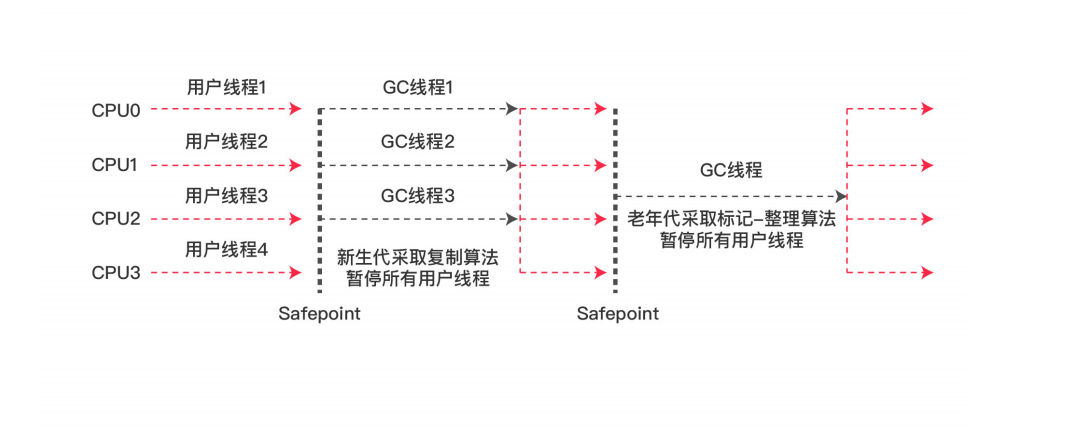 用户线程1
GC线程1
CPU0
用户线程2
GC线程2
CPU1
GC线程
用户线程3
GC线程3
CPU2
老年代采取标记–整理算法
暂停所有用户线程
用户线程4
新生代采取复制算法
暂停所有用户线程
CPU3
Safepoint
Safepoint